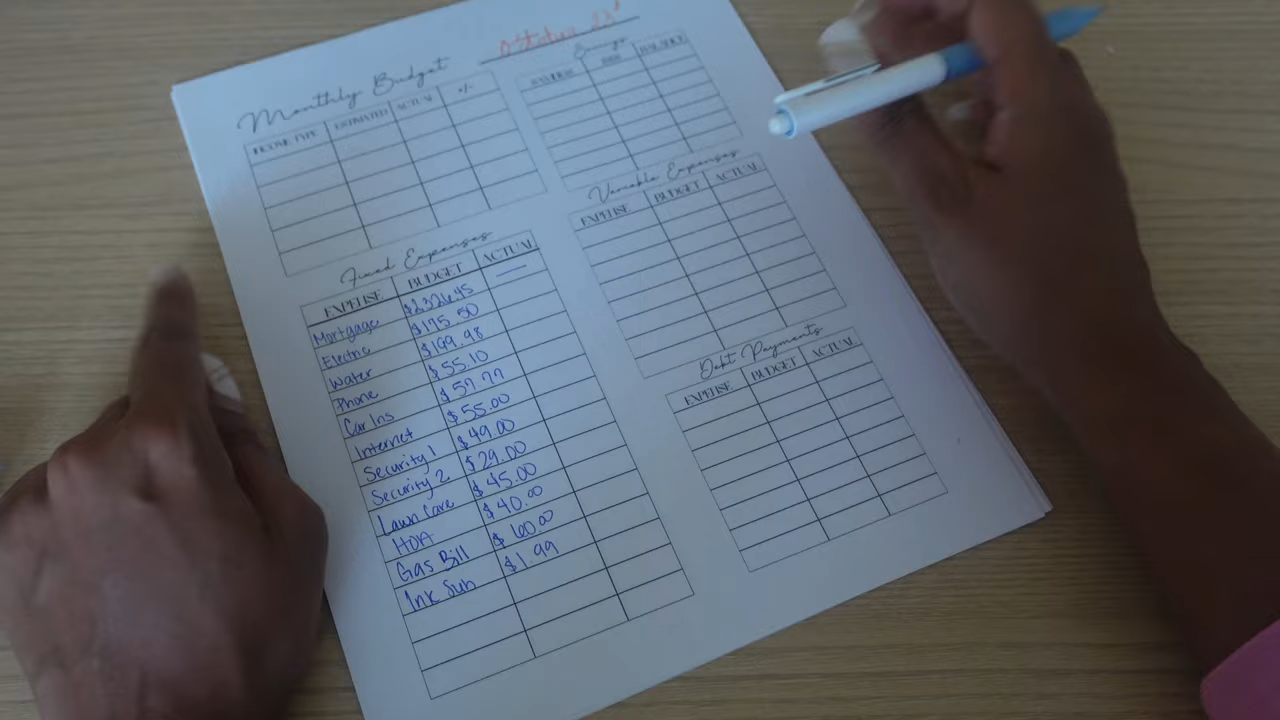 October 23'
Monthly Budget
INCOME TYPE ESTIMATED ACTUAL +/-
Savings
BALANCE
Fixed Expenses
EXPENSE BUDGET ACTUAL
Mortgage $2,326.45 —
Electric $175.50
Water $199.98
Phone $55.10
Car Ins $57.77
Internet $55.00
Security 1 $49.00
Security 2 $29.00
Lawn Care $45.00
HOA $40.00
Gas Bill $60.00
Ink Sub $1.99
Variable Expenses
EXPENSE BUDGET ACTUAL
Debt Payments
EXPENSE BUDGET ACTUAL